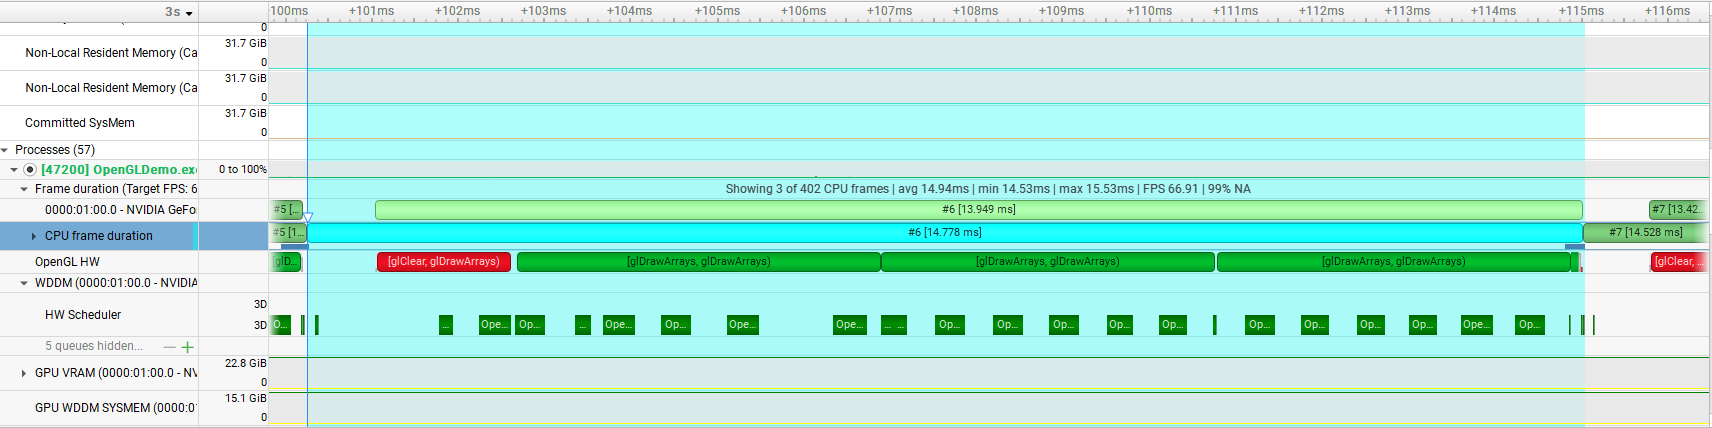 3s 100ms +101ms +102ms +103ms +104ms +105ms +106ms +107ms +108ms +109ms +110ms +111ms +112ms +113ms +114ms +115ms +116ms
0
Non-Local Resident Memory (Ca 31.7 GiB
0
Non-Local Resident Memory (Ca 31.7 GiB
0
Committed SysMem 31.7 GiB
0
Processes (57)
[47200] OpenGLDemo.exe 0 to 100%
Frame duration (Target FPS: 6 Showing 3 of 402 CPU frames | avg 14.94ms | min 14.53ms | max 15.53ms | FPS 66.91 | 99% NA
0000:01:00.0 - NVIDIA GeFo #5 [... #6 [13.949 ms] #7 [13.42...
CPU frame duration #5 [1... #6 [14.778 ms] #7 [14.528 ms]
OpenGL HW [glD... [glClear, glDrawArrays) [glDrawArrays, glDrawArrays) [glDrawArrays, glDrawArrays) [glDrawArrays, glDrawArrays) [glClear, ...
WDDM (0000:01:00.0 - NVIDIA
3D
HW Scheduler
3D O... ... Ope... Op... ... Ope... Op... Ope... Ope... ... ... Op... Op... Op... Op... Op... Op... Op... Op... Op... Ope... Op...
5 queues hidden... — +
GPU VRAM (0000:01:00.0 - NV 22.8 GiB
0
GPU WDDM SYSMEM (0000:0 15.1 GiB
0